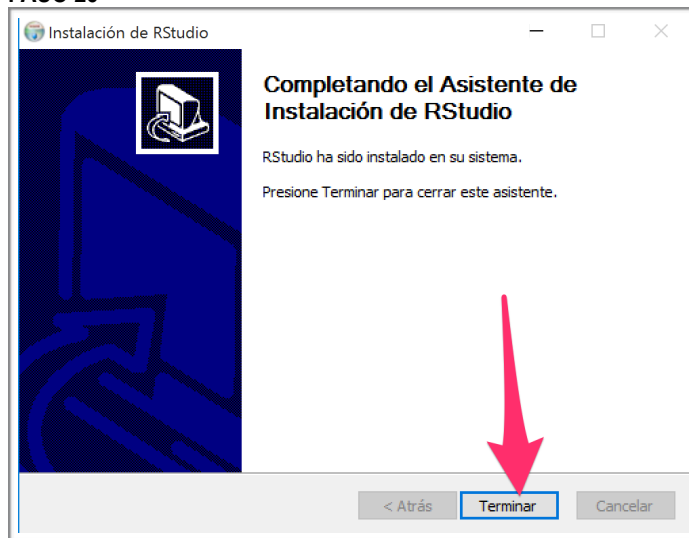 Instalación de RStudio
Completando el Asistente de
Instalación de RStudio
RStudio ha sido instalado en su sistema.
Presione Terminar para cerrar este asistente.
< Atrás
Terminar
Cancelar